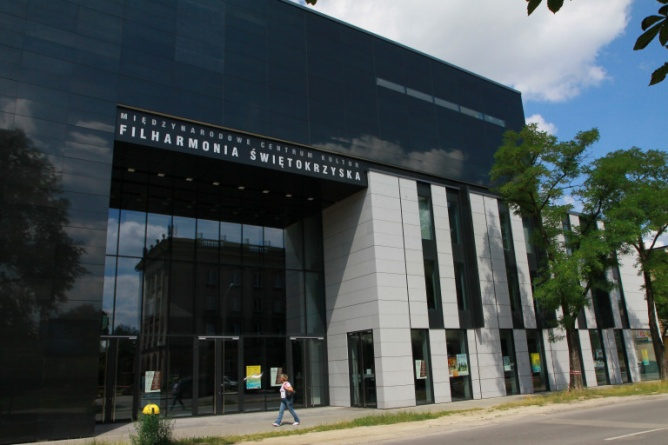 MIĘDZYNARODOWE CENTRUM KULTUR
FILHARMONIA ŚWIĘTOKRZYSKA